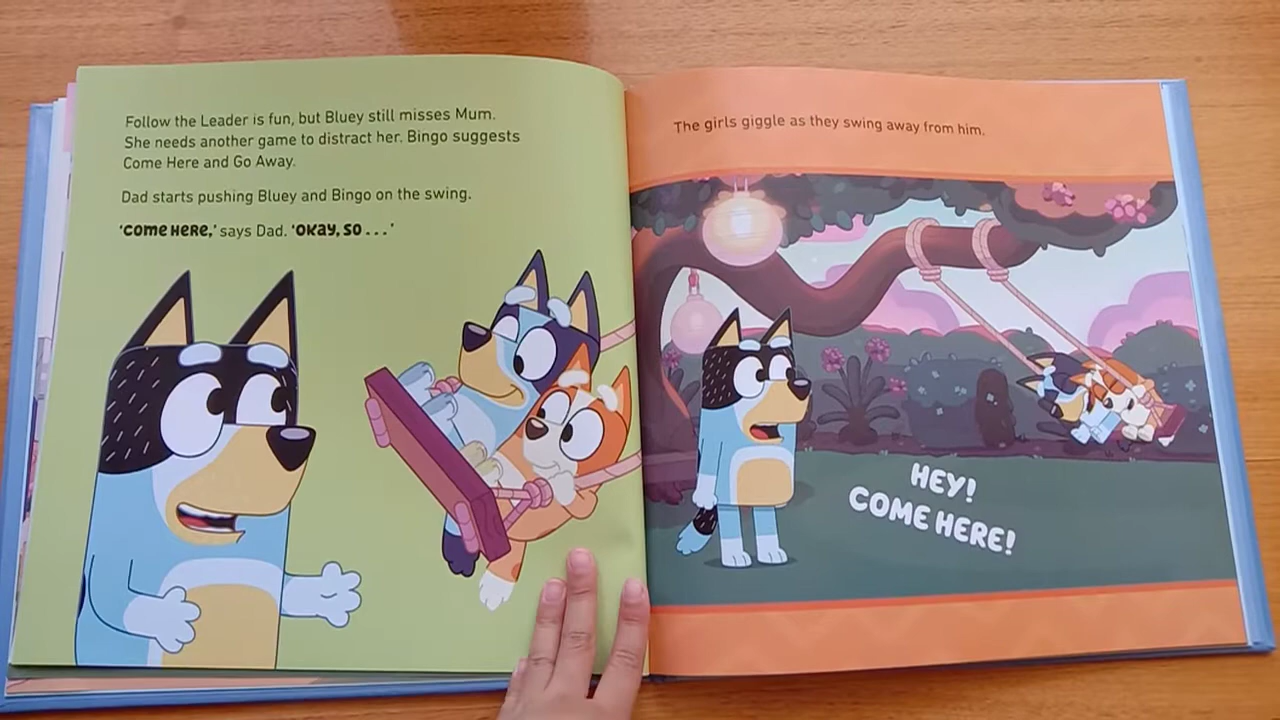 Follow the Leader is fun, but Bluey still misses Mum.
She needs another game to distract her. Bingo suggests
Come Here and Go Away.
Dad starts pushing Bluey and Bingo on the swing.
‘COME HERE,’ says Dad. ‘OKAY, SO . . .’
The girls giggle as they swing away from him.
HEY!
COME HERE!